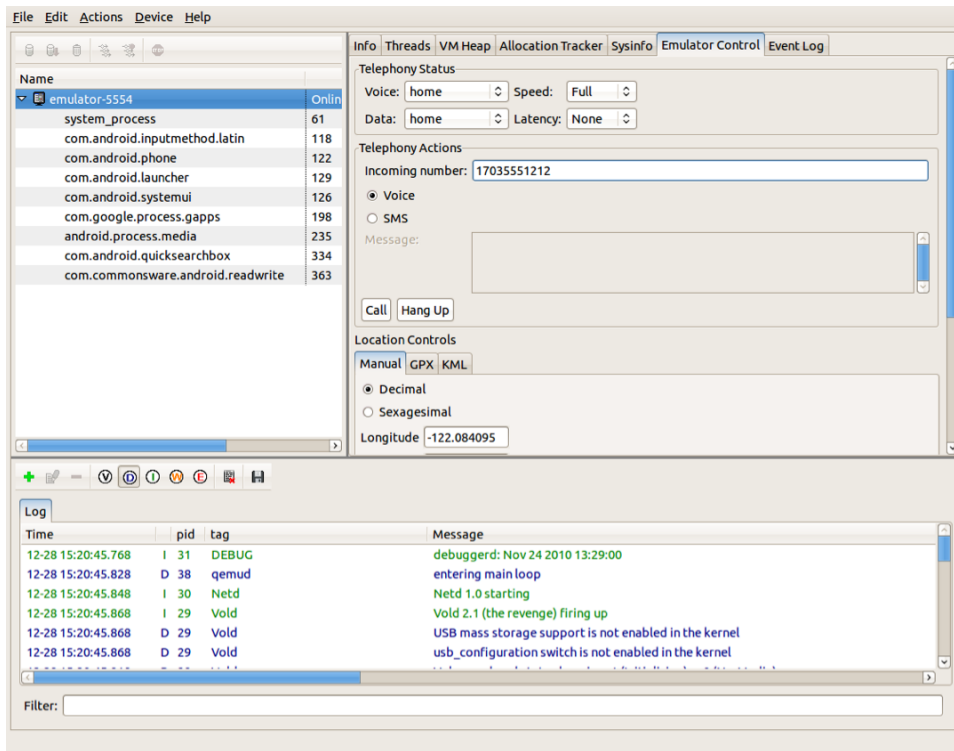 File Edit Actions Device Help
Info Threads VM Heap Allocation Tracker Sysinfo Emulator Control Event Log
Name
emulator-5554 Onlin
system_process 61
com.android.inputmethod.latin 118
com.android.phone 122
com.android.launcher 129
com.android.systemui 126
com.google.process.gapps 198
android.process.media 235
com.android.quicksearchbox 334
com.commonsware.android.readwrite 363
Telephony Status
Voice: home Speed: Full
Data: home Latency: None
Telephony Actions
Incoming number: 17035551212
Voice
SMS
Message:
Call Hang Up
Location Controls
Manual GPX KML
Decimal
Sexagesimal
Longitude -122.084095
V D I W E
Log
Time pid tag Message
12-28 15:20:45.768 I 31 DEBUG debuggerd: Nov 24 2010 13:29:00
12-28 15:20:45.828 D 38 qemud entering main loop
12-28 15:20:45.848 I 30 Netd Netd 1.0 starting
12-28 15:20:45.868 I 29 Vold Vold 2.1 (the revenge) firing up
12-28 15:20:45.868 D 29 Vold USB mass storage support is not enabled in the kernel
12-28 15:20:45.868 D 29 Vold usb_configuration switch is not enabled in the kernel
Filter: